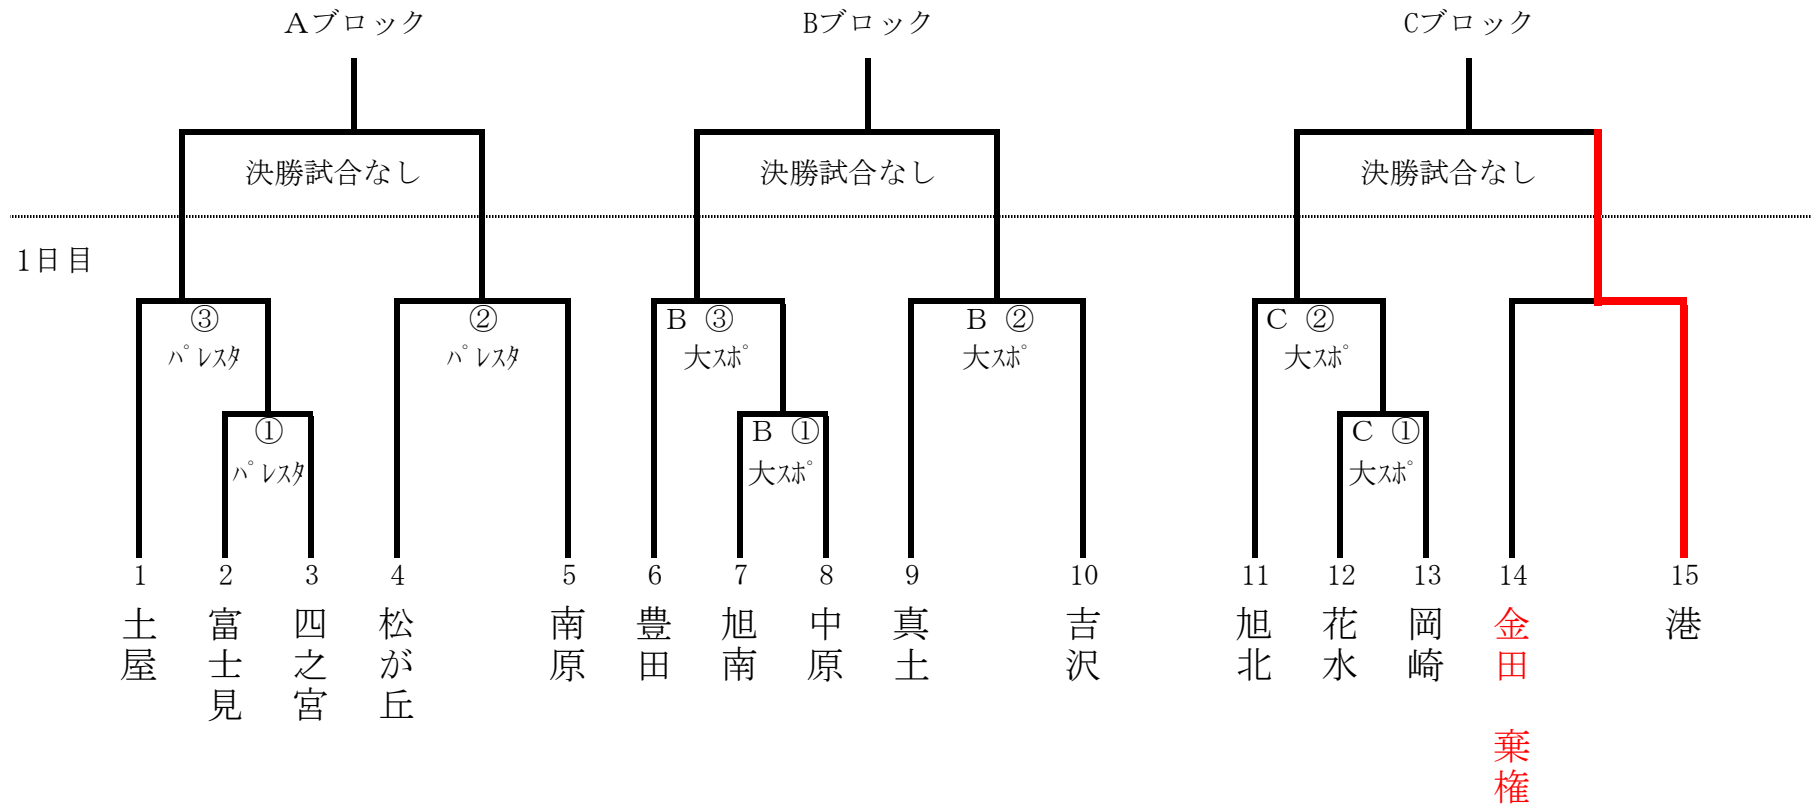 Ａブロック
Bブロック
Cブロック
決勝試合なし
決勝試合なし
決勝試合なし
1日目
③
ﾊﾟﾚｽﾀ
②
ﾊﾟﾚｽﾀ
B ③
大ｽﾎﾟ
B ②
大ｽﾎﾟ
C ②
大ｽﾎﾟ
①
ﾊﾟﾚｽﾀ
B ①
大ｽﾎﾟ
C ①
大ｽﾎﾟ
1
2
3
4
5
6
7
8
9
10
11
12
13
14
15
土屋
富士見
四之宮
松が丘
南原
豊田
旭南
中原
真土
吉沢
旭北
花水
岡崎
金田 棄権
港